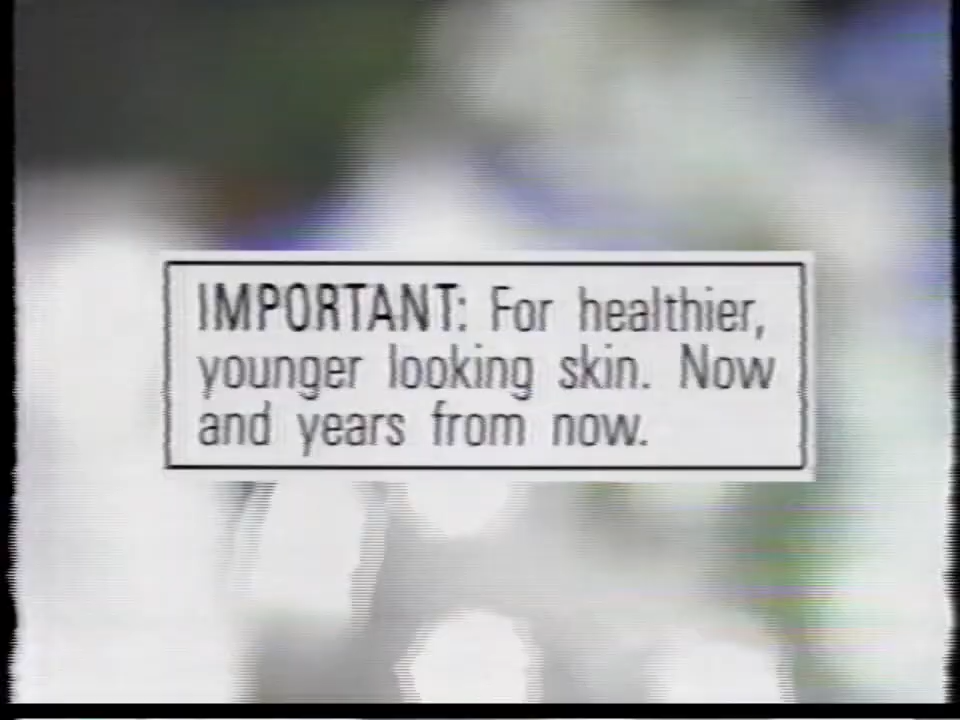 IMPORTANT: For healthier,
younger looking skin. Now
and years from now.